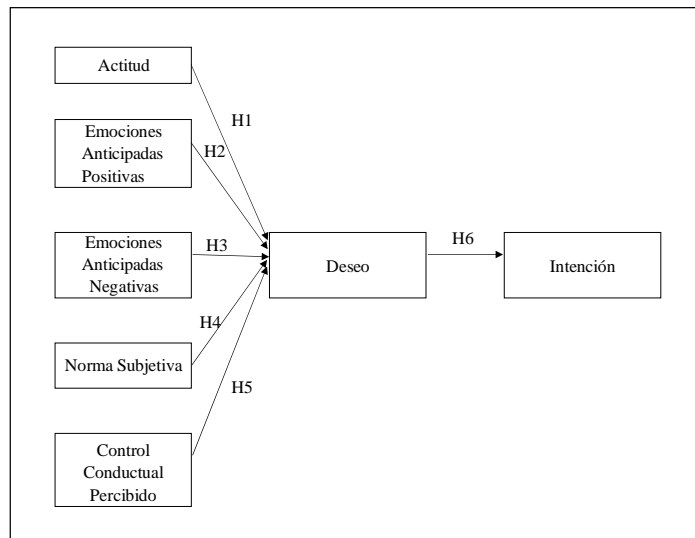 Actitud
H1
Emociones
Anticipadas
Positivas
H2
Emociones
Anticipadas
Negativas
H3
Deseo
H6
Intención
H4
Norma Subjetiva
H5
Control
Conductual
Percibido